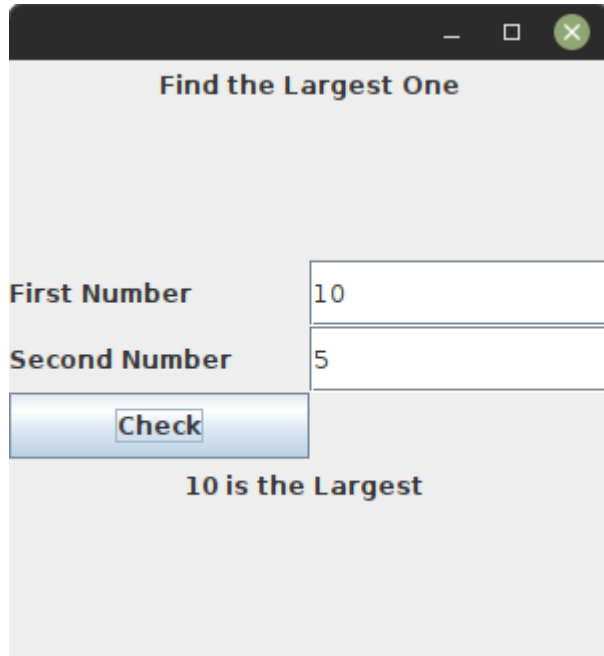 Find the Largest One
First Number 10
Second Number 5
Check
10 is the Largest